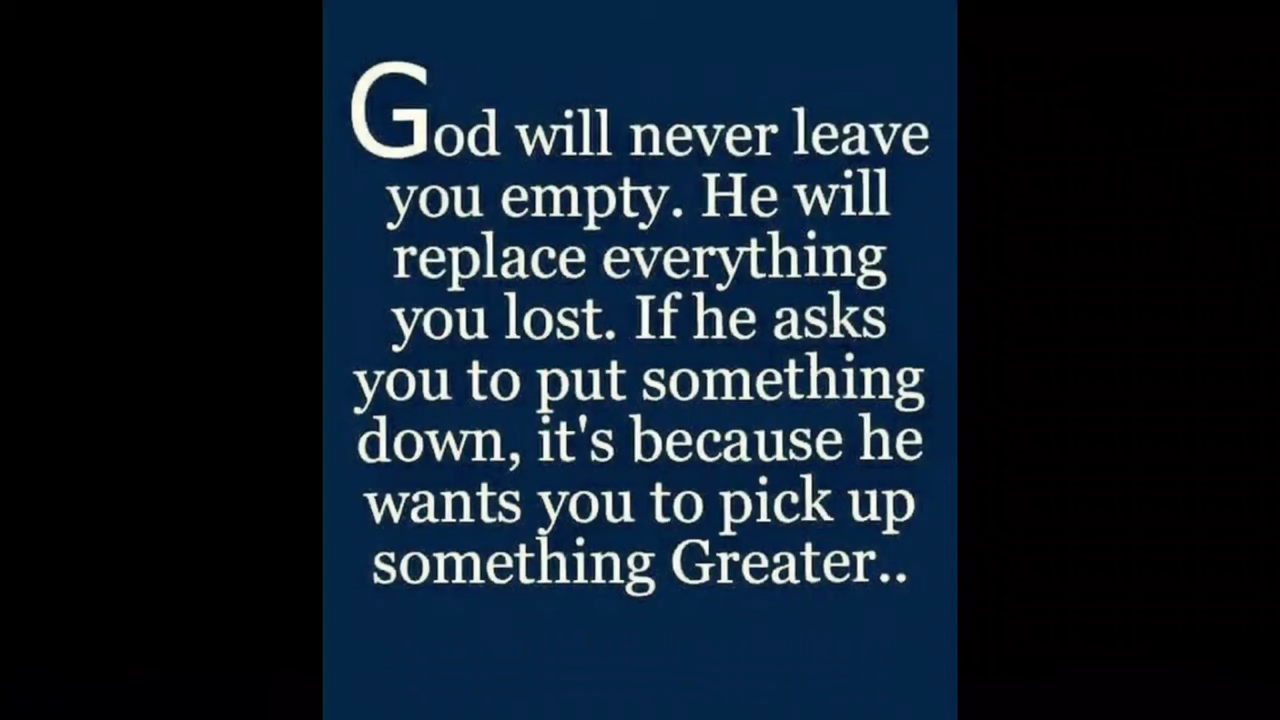 God will never leave
you empty. He will
replace everything
you lost. If he asks
you to put something
down, it's because he
wants you to pick up
something Greater..